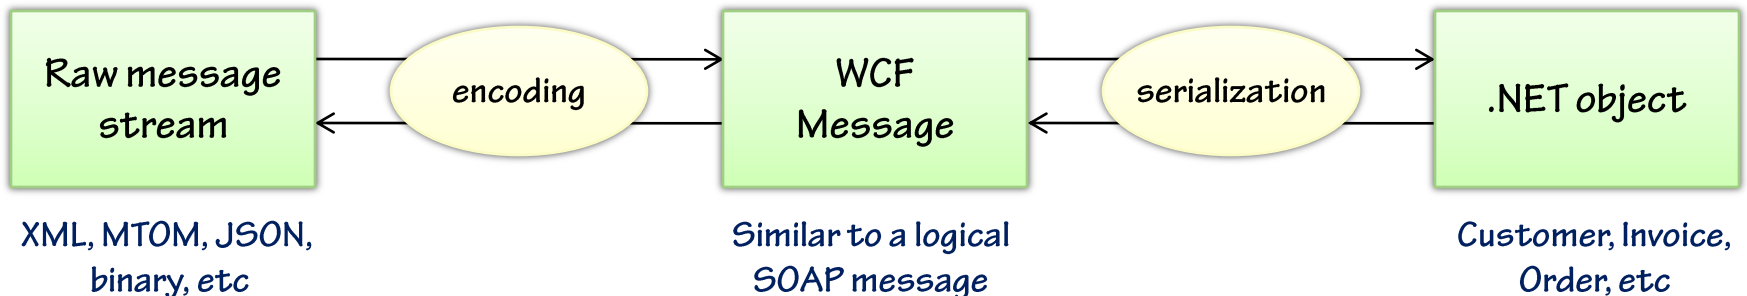 Raw message
stream
encoding
WCF
Message
serialization
.NET object
XML, MTOM, JSON,
binary, etc
Similar to a logical
SOAP message
Customer, Invoice,
Order, etc